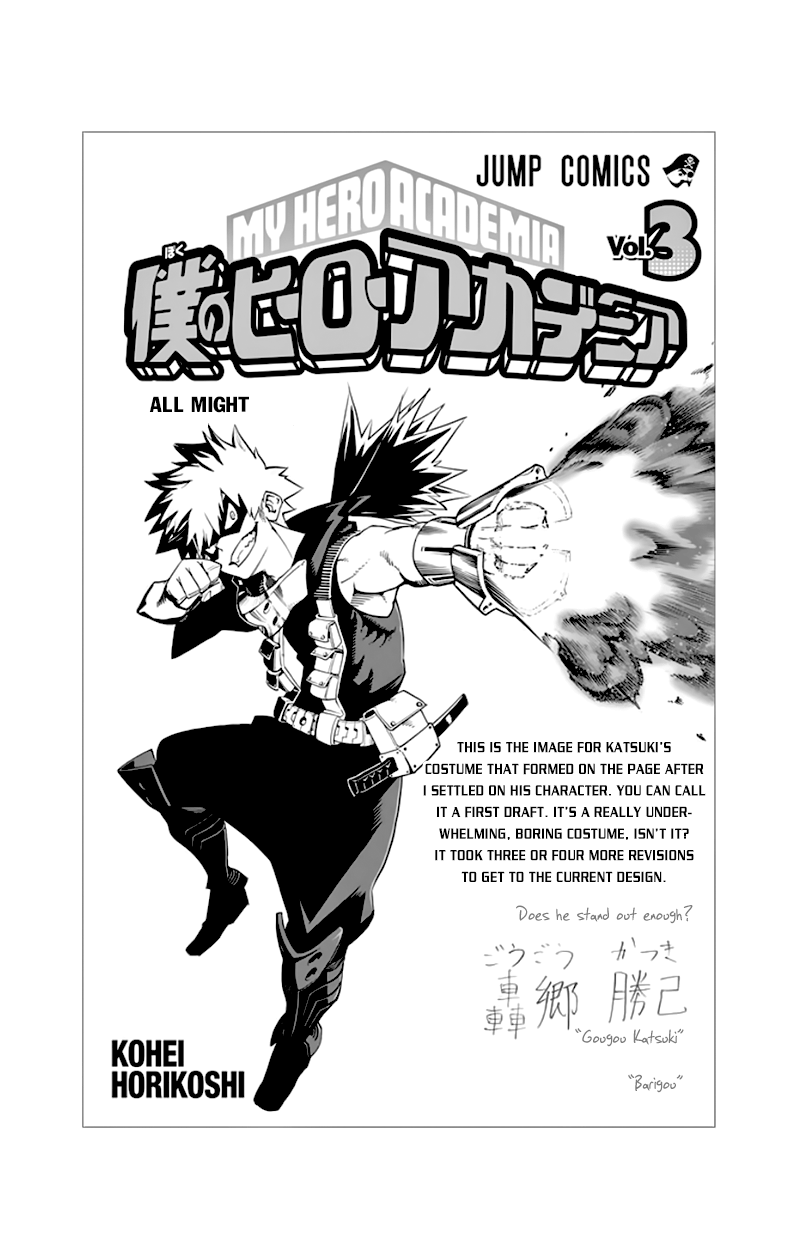 JUMP COMICS
MY HERO ACADEMIA
Vol.3
ぼく
僕のヒーローアカデミア
ALL MIGHT
THIS IS THE IMAGE FOR KATSUKI'S
COSTUME THAT FORMED ON THE PAGE AFTER
I SETTLED ON HIS CHARACTER. YOU CAN CALL
IT A FIRST DRAFT. IT'S A REALLY UNDER-
WHELMING, BORING COSTUME, ISN'T IT?
IT TOOK THREE OR FOUR MORE REVISIONS
TO GET TO THE CURRENT DESIGN.
Does he stand out enough?
ごうごう かつき
轟郷 勝己
"Gougou Katsuki"
"Barigou"
KOHEI
HORIKOSHI